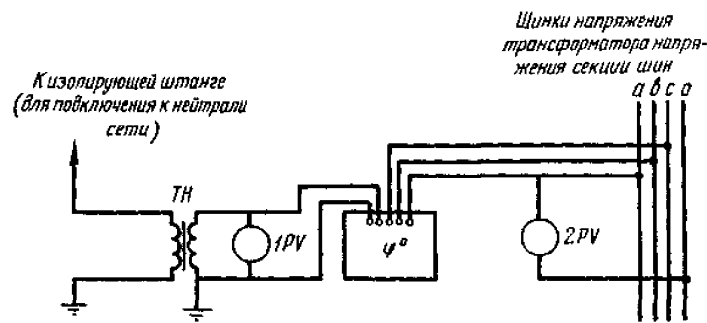 Шинки напряжения
трансформатора напря-
жения секции шин
а в с о
К изолирующей штанге
(для подключения к нейтрали
сети)
ТН
1PV
φ°
2PV